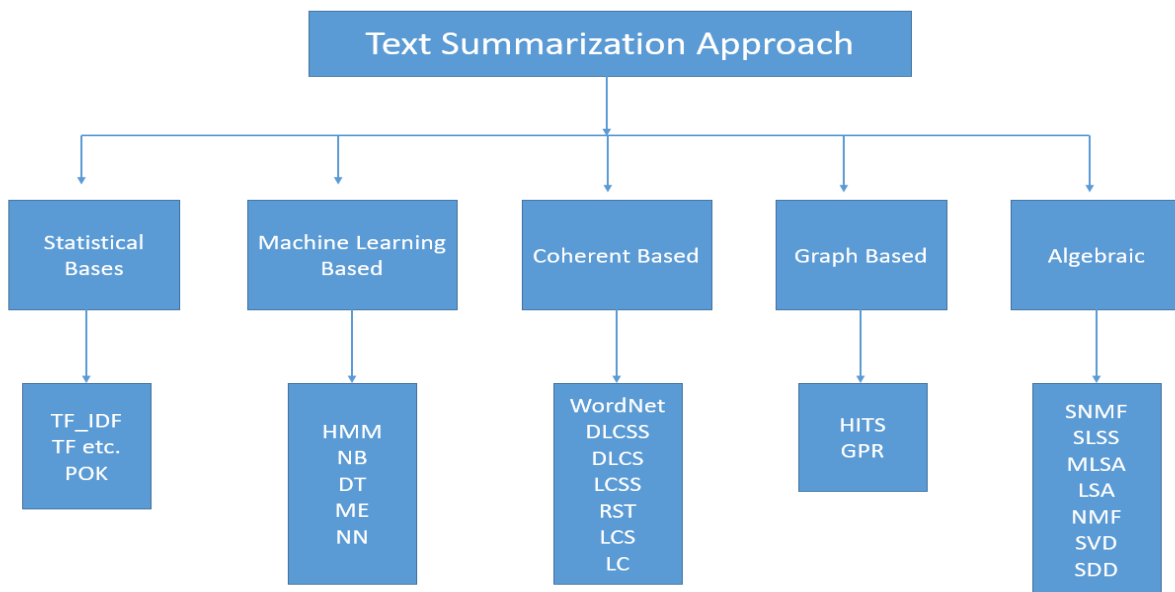 Text Summarization Approach
Statistical
Bases
Machine Learning
Based
Coherent Based
Graph Based
Algebraic
TF_IDF
TF etc.
POK
HMM
NB
DT
ME
NN
WordNet
DLCSS
DLCS
LCSS
RST
LCS
LC
HITS
GPR
SNMF
SLSS
MLSA
LSA
NMF
SVD
SDD